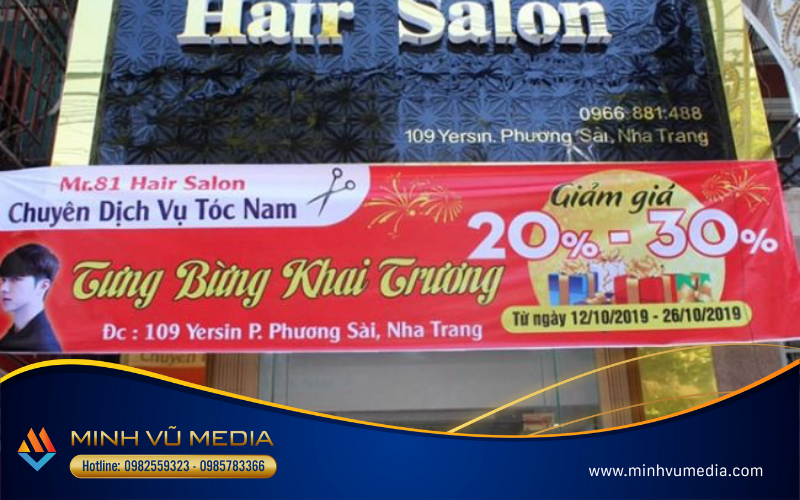 Hair Salon
0966 881.488
109 Yersin. Phương Sài, Nha Trang
Mr.81 Hair Salon
Chuyên Dịch Vụ Tóc Nam
Giảm giá
20% - 30%
Tưng Bừng Khai Trương
Từ ngày 12/10/2019 - 26/10/2019
Đc : 109 Yersin P. Phương Sài, Nha Trang
Chuyên
MINH VŨ MEDIA
Hotline: 0982559323 - 0985783366
www.minhvumedia.com